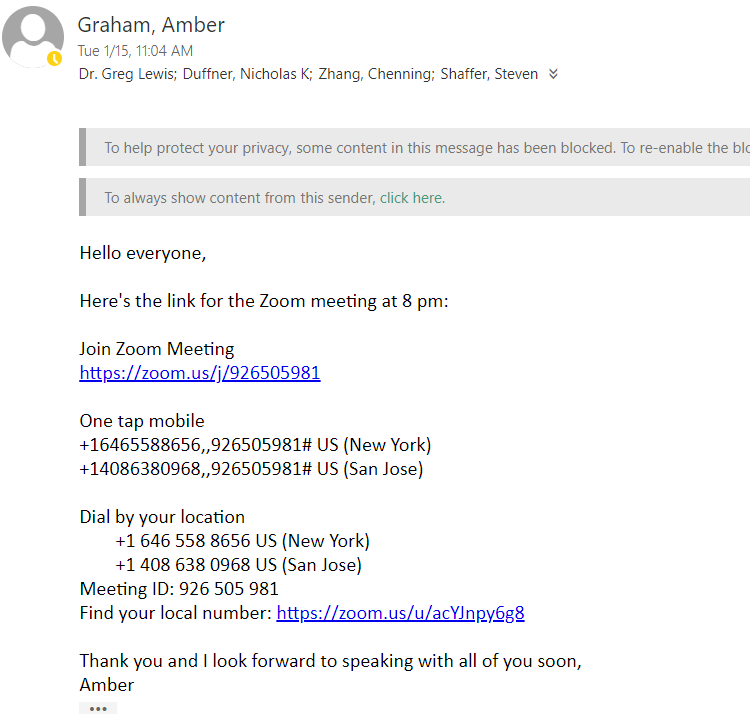 Graham, Amber
Tue 1/15, 11:04 AM
Dr. Greg Lewis; Duffner, Nicholas K; Zhang, Chenning; Shaffer, Steven
To help protect your privacy, some content in this message has been blocked. To re-enable the
To always show content from this sender, click here.
Hello everyone,
Here's the link for the Zoom meeting at 8 pm:
Join Zoom Meeting
https://zoom.us/j/926505981
One tap mobile
+16465588656,,926505981# US (New York)
+14086380968,,926505981# US (San Jose)
Dial by your location
+1 646 558 8656 US (New York)
+1 408 638 0968 US (San Jose)
Meeting ID: 926 505 981
Find your local number: https://zoom.us/u/acYJnpy6g8
Thank you and I look forward to speaking with all of you soon,
Amber